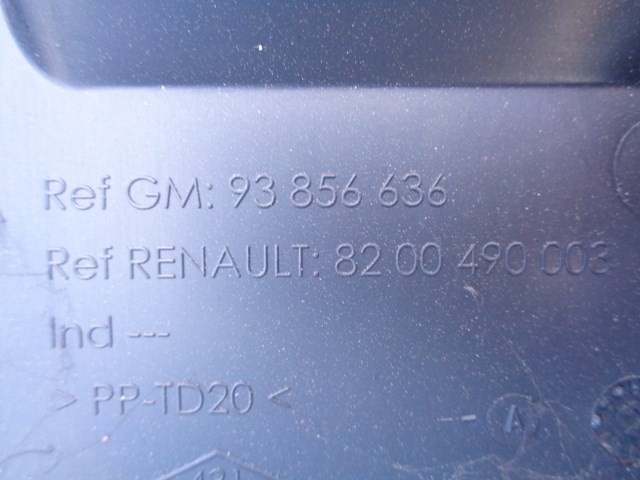 Ref GM: 93 856 636
Ref RENAULT: 82 00 490 003
Ind ---
> PP-TD20 <
-- A